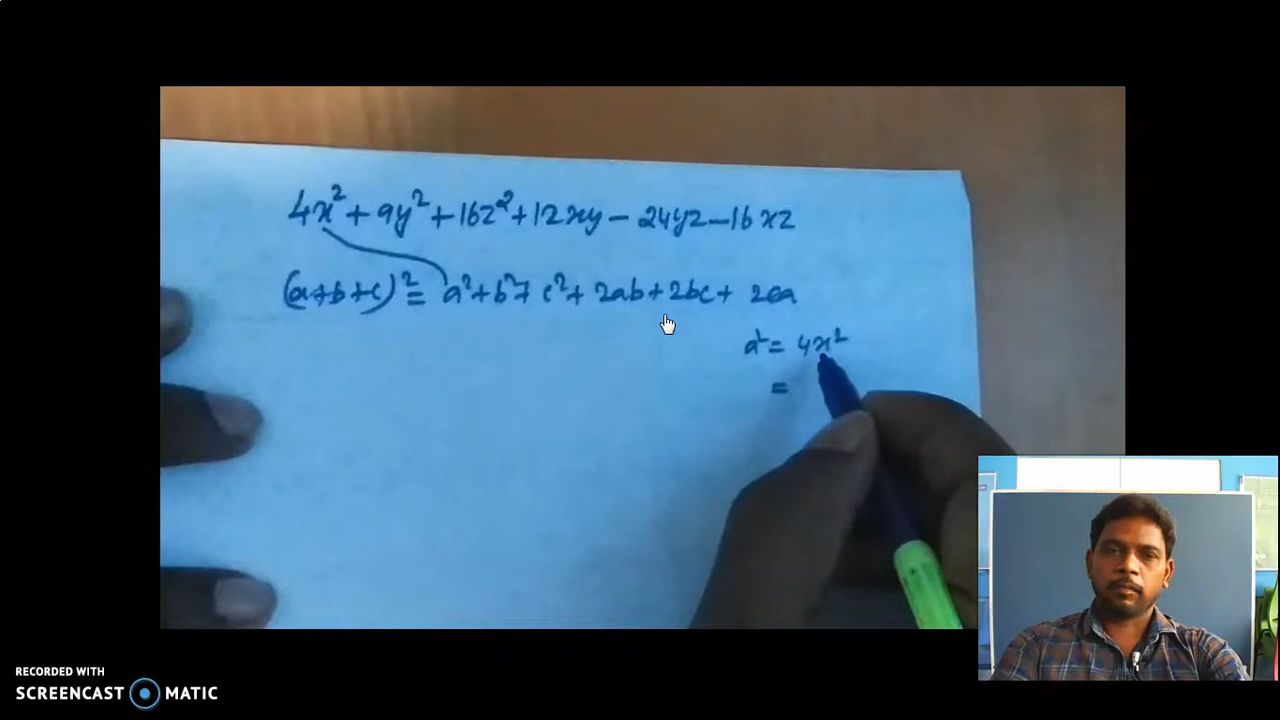 4x² + 9y² + 16z² + 12xy - 24yz - 16xz
(a+b+c)² = a² + b² + c² + 2ab + 2bc + 2ca
a² = 4x²
=
RECORDED WITH
SCREENCAST MATIC